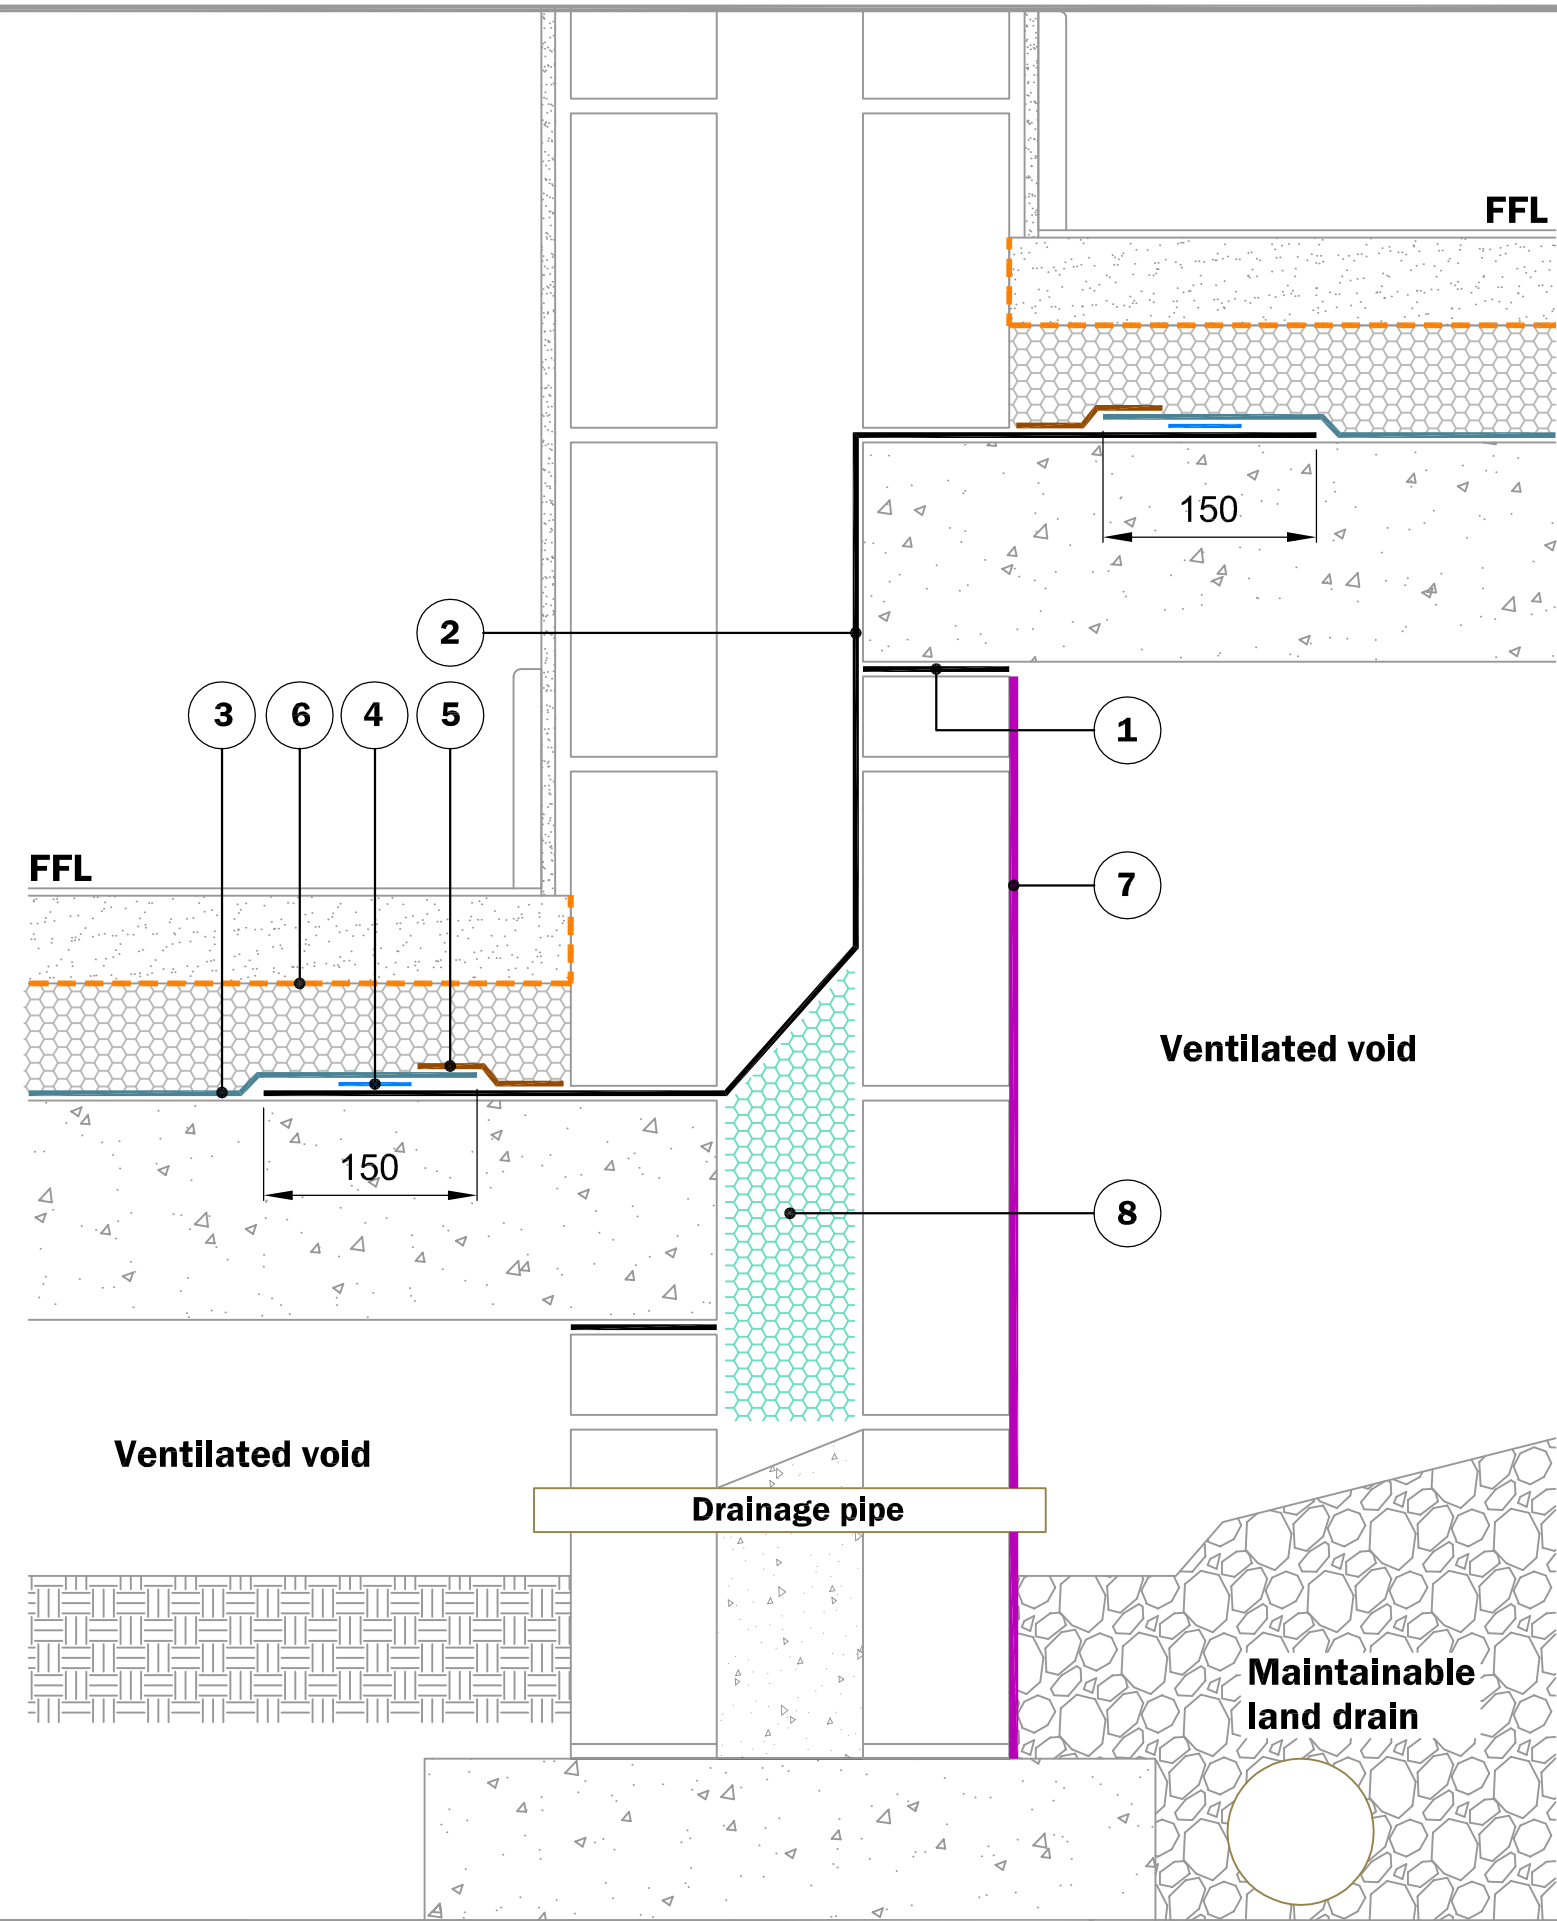 FFL
150
2
3
6
4
5
1
FFL
7
Ventilated void
150
8
Ventilated void
Drainage pipe
Maintainable
land drain